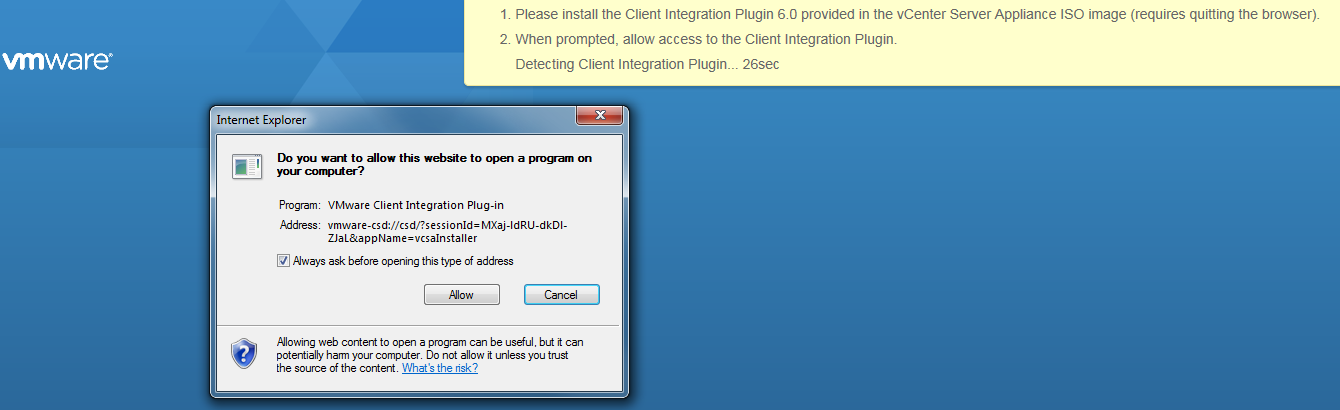 1. Please install the Client Integration Plugin 6.0 provided in the vCenter Server Appliance ISO image (requires quitting the browser).
2. When prompted, allow access to the Client Integration Plugin.
Detecting Client Integration Plugin... 26sec
vmware®
Internet Explorer
Do you want to allow this website to open a program on
your computer?
Program: VMware Client Integration Plug-in
Address: vmware-csd://csd/?sessionId=MXaj-IdRU-dkDI-
ZJaL&appName=vcsaInstaller
Always ask before opening this type of address
Allow Cancel
Allowing web content to open a program can be useful, but it can
potentially harm your computer. Do not allow it unless you trust
the source of the content. What's the risk?